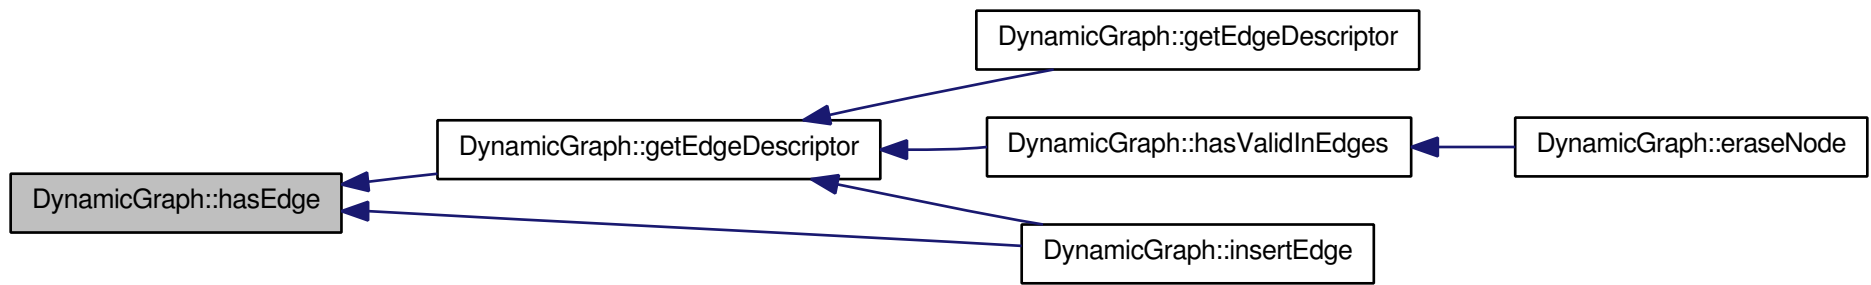 DynamicGraph::getEdgeDescriptor
DynamicGraph::getEdgeDescriptor
DynamicGraph::hasValidInEdges
DynamicGraph::eraseNode
DynamicGraph::hasEdge
DynamicGraph::insertEdge